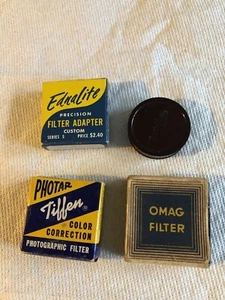 Ednalite
PRECISION
FILTER ADAPTER
CUSTOM
SERIES 5 PRICE $2.40
PHOTAR
Tiffen
COLOR
CORRECTION
PHOTOGRAPHIC FILTER
OMAG
FILTER